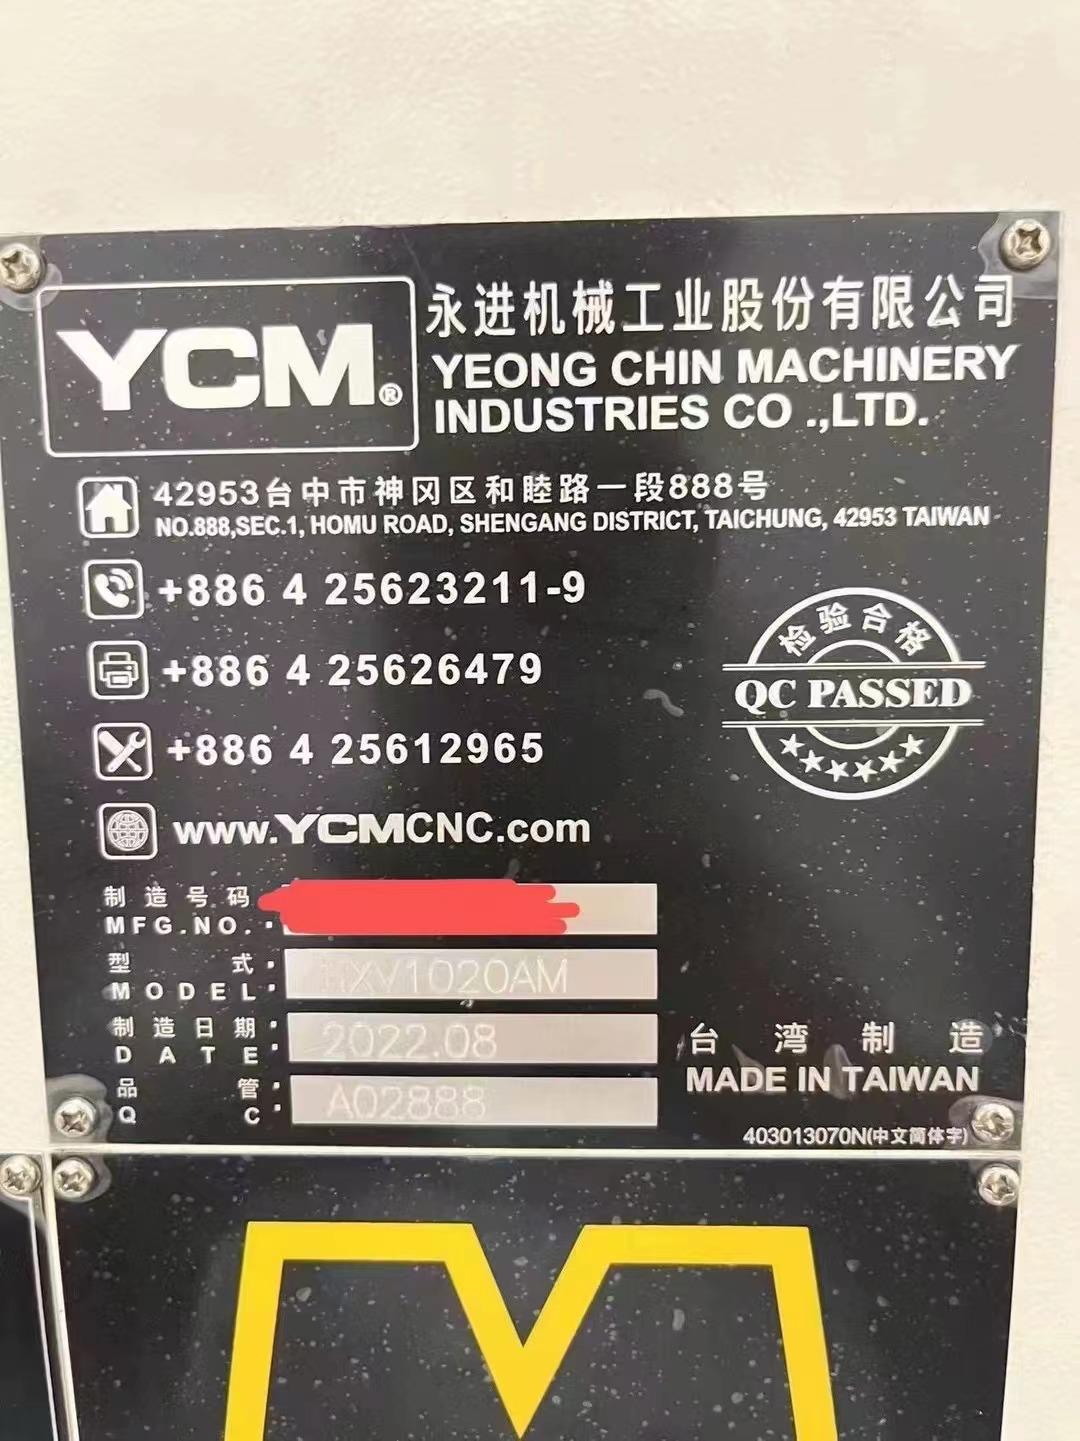 YCM®
永进机械工业股份有限公司
YEONG CHIN MACHINERY
INDUSTRIES CO .,LTD.
42953台中市神冈区和睦路一段888号
NO.888,SEC.1, HOMU ROAD, SHENGANG DISTRICT, TAICHUNG, 42953 TAIWAN
+886 4 25623211-9
+886 4 25626479
+886 4 25612965
www.YCMCNC.com
检验合格
QC PASSED
制造号码
MFG.NO. :
型式
MODEL:
制造日期
DATE: 2022.08
品管
QC: A02888
台湾制造
MADE IN TAIWAN
403013070N(中文简体字)